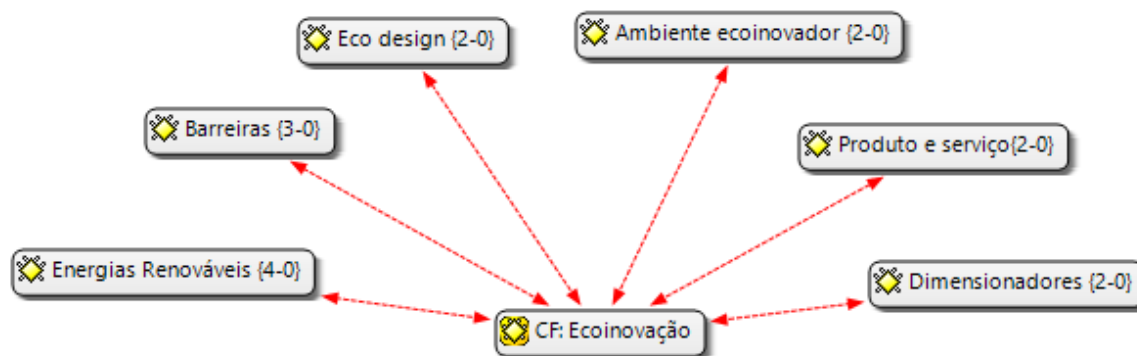 Eco design {2-0}
Ambiente ecoinovador {2-0}
Barreiras {3-0}
Produto e serviço{2-0}
Energias Renováveis {4-0}
Dimensionadores {2-0}
CF: Ecoinovação